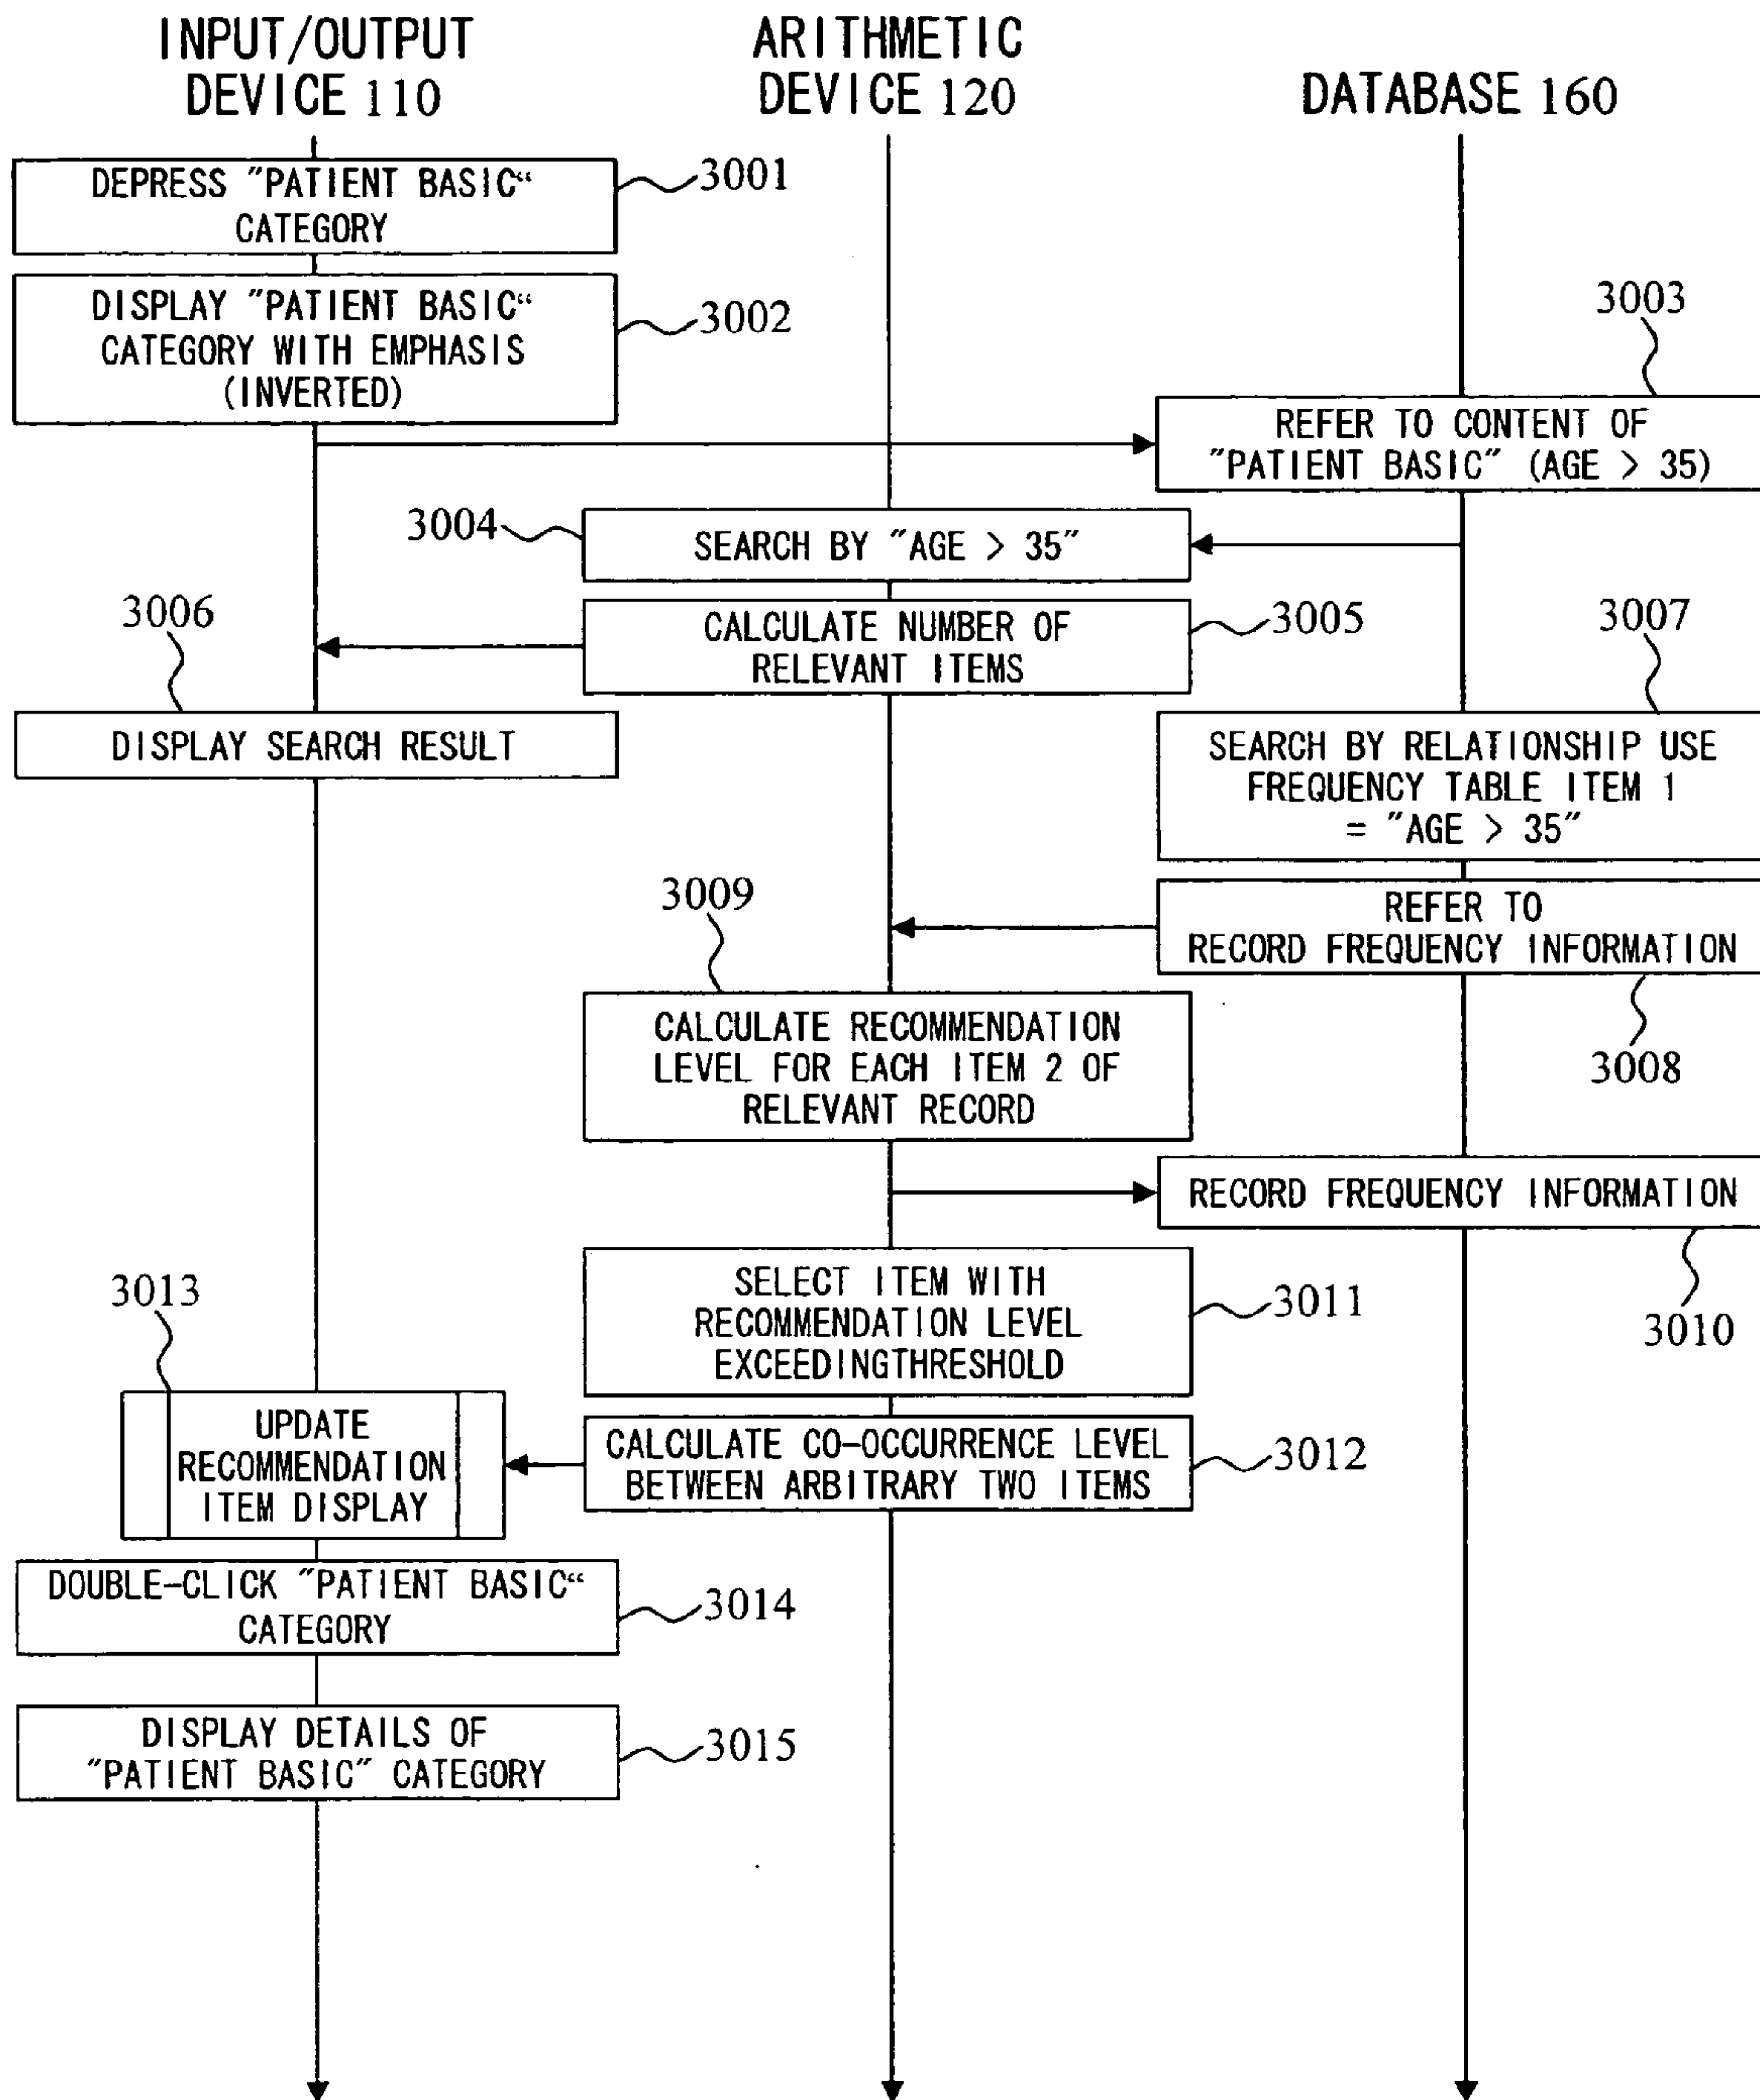 INPUT/OUTPUT
DEVICE 110
ARITHMETIC
DEVICE 120
DATABASE 160
DEPRESS "PATIENT BASIC“
CATEGORY
3001
DISPLAY "PATIENT BASIC“
CATEGORY WITH EMPHASIS
(INVERTED)
3002
3003
REFER TO CONTENT OF
"PATIENT BASIC" (AGE > 35)
3004
SEARCH BY "AGE > 35"
CALCULATE NUMBER OF
RELEVANT ITEMS
3005
3006
DISPLAY SEARCH RESULT
3007
SEARCH BY RELATIONSHIP USE
FREQUENCY TABLE ITEM 1
= "AGE > 35"
REFER TO
RECORD FREQUENCY INFORMATION
3008
3009
CALCULATE RECOMMENDATION
LEVEL FOR EACH ITEM 2 OF
RELEVANT RECORD
RECORD FREQUENCY INFORMATION
3010
SELECT ITEM WITH
RECOMMENDATION LEVEL
EXCEEDINGTHRESHOLD
3011
CALCULATE CO-OCCURRENCE LEVEL
BETWEEN ARBITRARY TWO ITEMS
3012
3013
UPDATE
RECOMMENDATION
ITEM DISPLAY
DOUBLE-CLICK "PATIENT BASIC“
CATEGORY
3014
DISPLAY DETAILS OF
"PATIENT BASIC" CATEGORY
3015